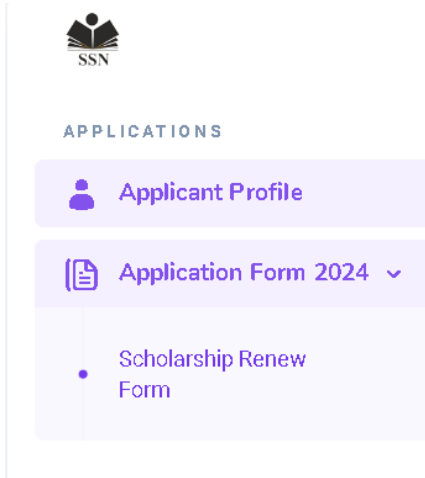 SSN
APPLICATIONS
Applicant Profile
Application Form 2024
Scholarship Renew
Form